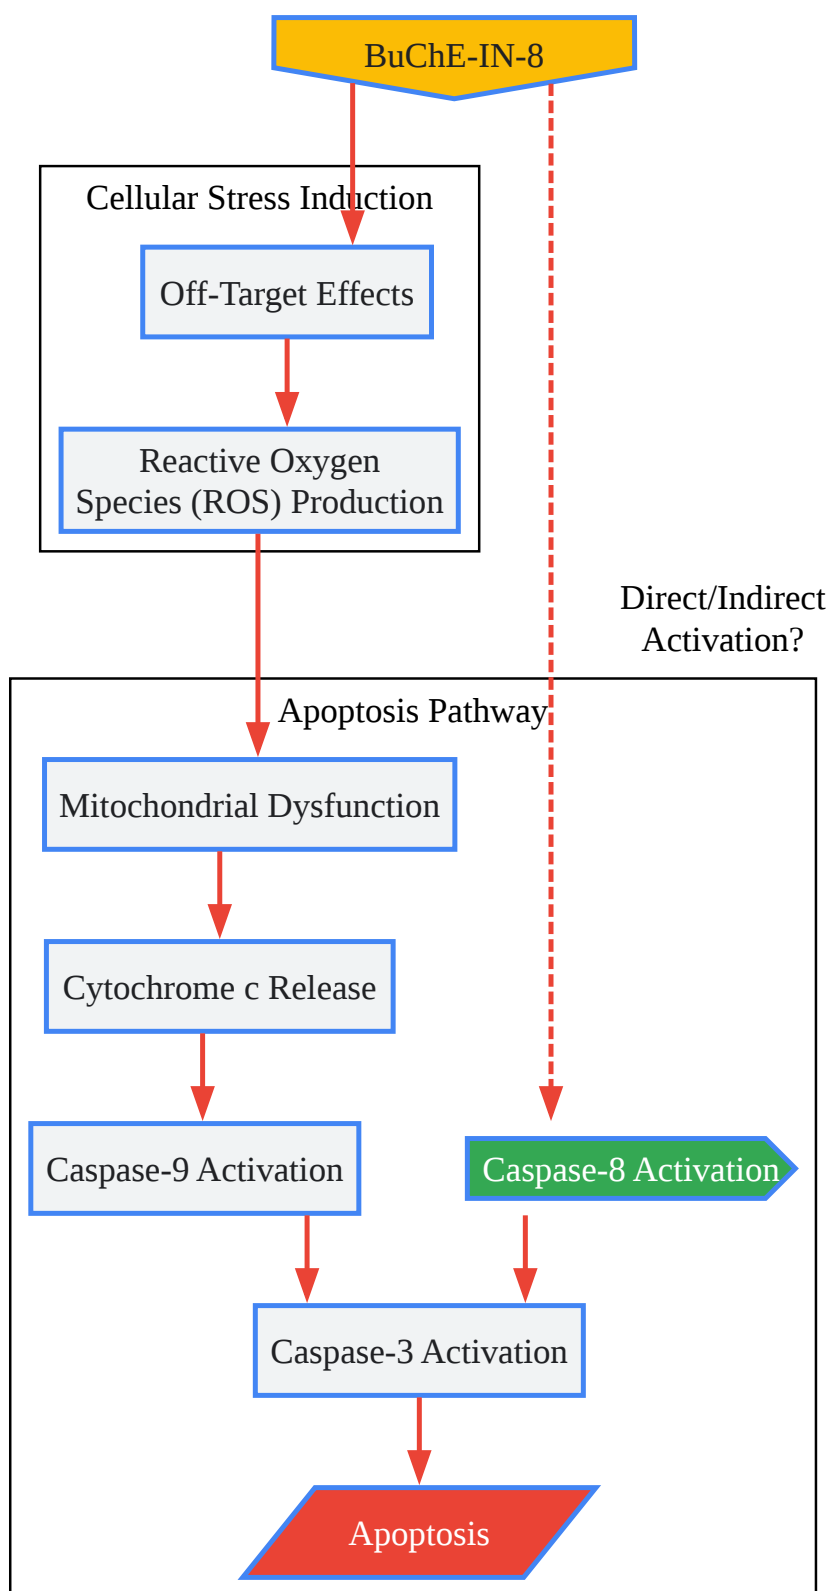 BuChE-IN-8
Cellular Stress Induction
Off-Target Effects
Reactive Oxygen
Species (ROS) Production
Direct/Indirect
Activation?
Apoptosis Pathway
Mitochondrial Dysfunction
Cytochrome c Release
Caspase-9 Activation
Caspase-8 Activation
Caspase-3 Activation
Apoptosis